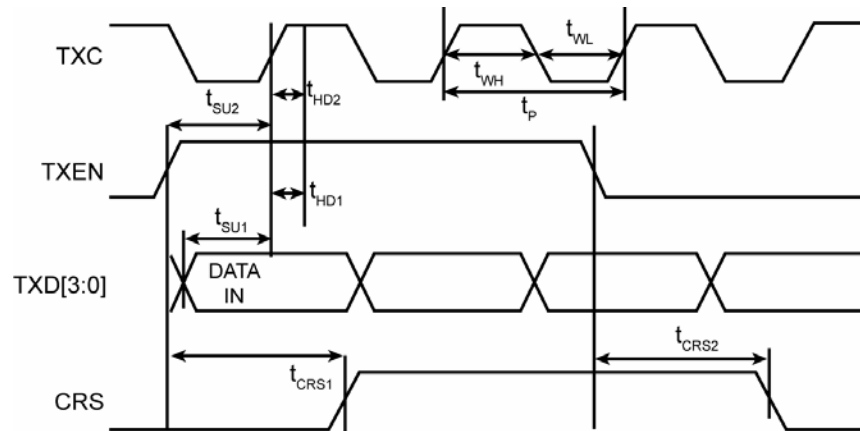 TXC
t_WH
t_WL
t_P
t_SU2
t_HD2
TXEN
t_HD1
t_SU1
TXD[3:0]
DATA
IN
t_CRS1
t_CRS2
CRS